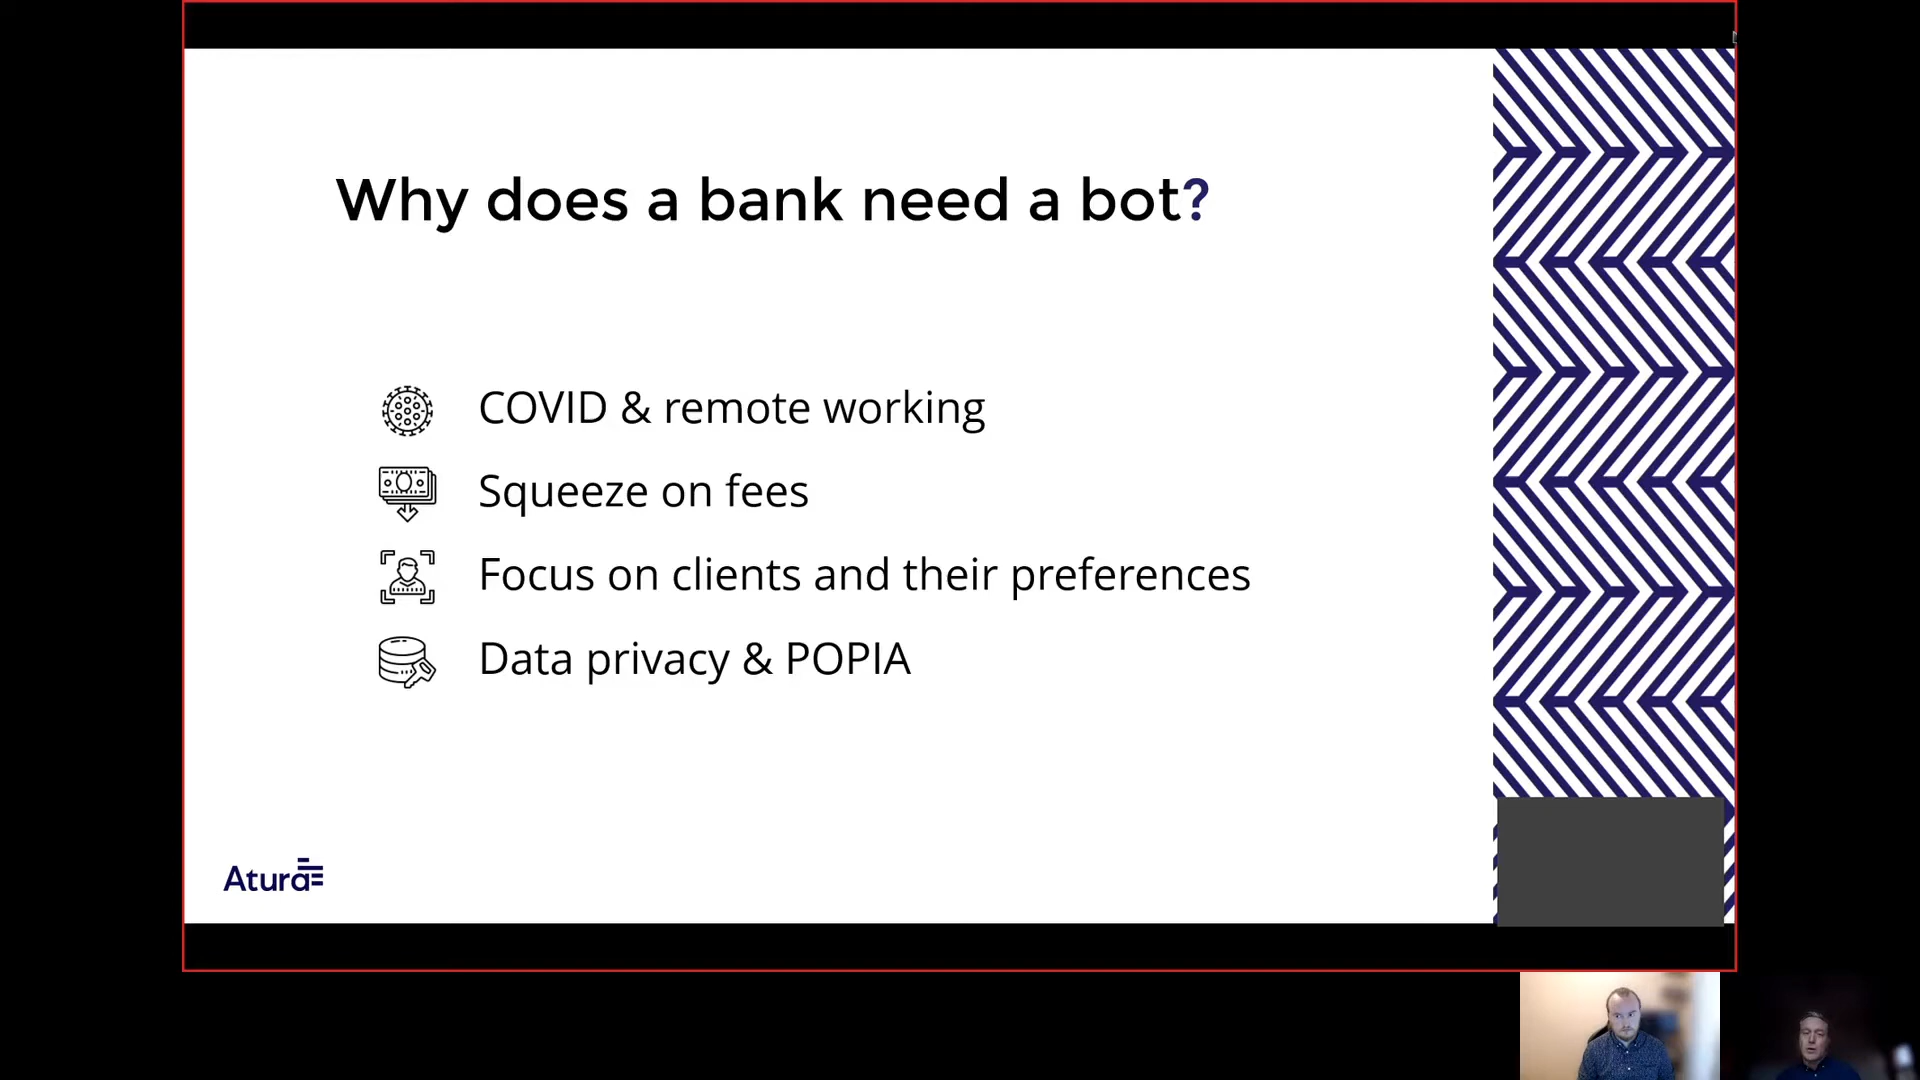 Why does a bank need a bot?
COVID & remote working
Squeeze on fees
Focus on clients and their preferences
Data privacy & POPIA
Atura